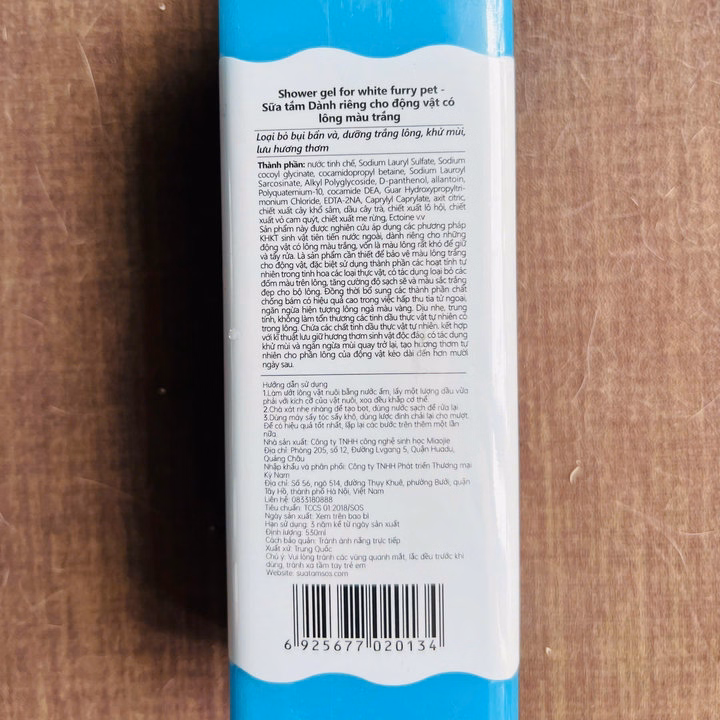 Shower gel for white furry pet -
Sữa tắm Dành riêng cho động vật có
lông màu trắng
Loại bỏ bụi bẩn và, dưỡng trắng lông, khử mùi,
lưu hương thơm
Thành phần: nước tinh chế, Sodium Lauryl Sulfate, Sodium
cocoyl glycinate, cocamidopropyl betaine, Sodium Lauroyl
Sarcosinate, Alkyl Polyglycoside, D-panthenol, allantoin,
Polyquaternium-10, cocamide DEA, Guar Hydroxypropyltri-
monium Chloride, EDTA-2NA, Caprylyl Caprylate, axit citric,
chiết xuất cây khổ sâm, dầu cây trà, chiết xuất lô hội, chiết
xuất vỏ cam quýt, chiết xuất mẹ rừng, Ectoine v.v
Sản phẩm này được nghiên cứu áp dụng các phương pháp
KHKT sinh vật tiên tiến nước ngoài, dành riêng cho những
động vật có lông màu trắng, vốn là màu lông rất khó để giữ
và tẩy rửa. Là sản phẩm cần thiết để bảo vệ màu lông trắng
cho động vật, đặc biệt sử dụng thành phần các hoạt tính tự
nhiên trong tinh hoa các loại thực vật, có tác dụng loại bỏ các
đốm màu trên lông, tăng cường độ sạch sẽ và màu sắc trắng
đẹp cho bộ lông. Đồng thời bổ sung các thành phần chất
chống bám có hiệu quả cao trong việc hấp thu tia tử ngoại,
ngăn ngừa hiện tượng lông ngả màu vàng. Dịu nhẹ, trung
tính, không làm tổn thương các tinh dầu thực vật tự nhiên có
trong lông. Chứa các chất tinh dầu thực vật tự nhiên, kết hợp
với kĩ thuật lưu giữ hương thơm sinh vật độc đáo, có tác dụng
khử mùi và ngăn ngừa mùi quay trở lại, tạo hương thơm tự
nhiên cho phần lông của động vật kéo dài đến hơn mười
ngày sau.
Hướng dẫn sử dụng
1.Làm ướt lông vật nuôi bằng nước ấm, lấy một lượng dầu vừa
phải với kích cỡ của vật nuôi, xoa đều khắp cơ thể.
2.Chà xát nhẹ nhàng để tạo bọt, dùng nước sạch để rửa lại
3.Dùng máy sấy tóc sấy khô, dùng lược định chải lại cho mượt.
Để có hiệu quả tốt nhất, lặp lại các bước trên thêm một lần
nữa.
Nhà sản xuất: Công ty TNHH công nghệ sinh học Miaojie
Địa chỉ: Phòng 205, số 12, Đường Lvgang 5, Quận Huadu,
Quảng Châu
Nhập khẩu và phân phối: Công ty TNHH Phát triển Thương mại
Kỳ Nam
Địa chỉ: Số 56, ngõ 514, đường Thụy Khuê, phường Bưởi, quận
Tây Hồ, thành phố Hà Nội, Việt Nam
Liên hệ: 0833180888
Tiêu chuẩn: TCCS 01:2018/SOS
Ngày sản xuất: Xem trên bao bì
Hạn sử dụng: 3 năm kể từ ngày sản xuất
Định lượng: 530ml
Cách bảo quản: Tránh ánh nắng trực tiếp
Xuất xứ: Trung Quốc
Chú ý: Vui lòng tránh các vùng quanh mắt, lắc đều trước khi
dùng, tránh xa tầm tay trẻ em
Website: suatamsos.com
6 925677 020134